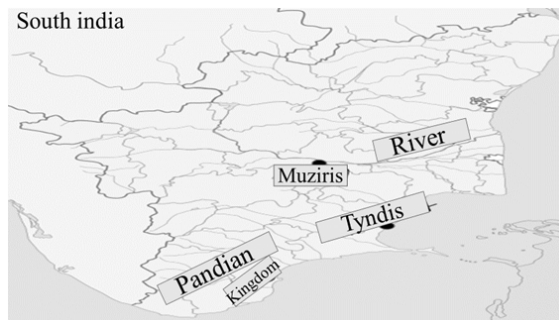 South india
River
Muziris
Tyndis
Pandian
Kingdom